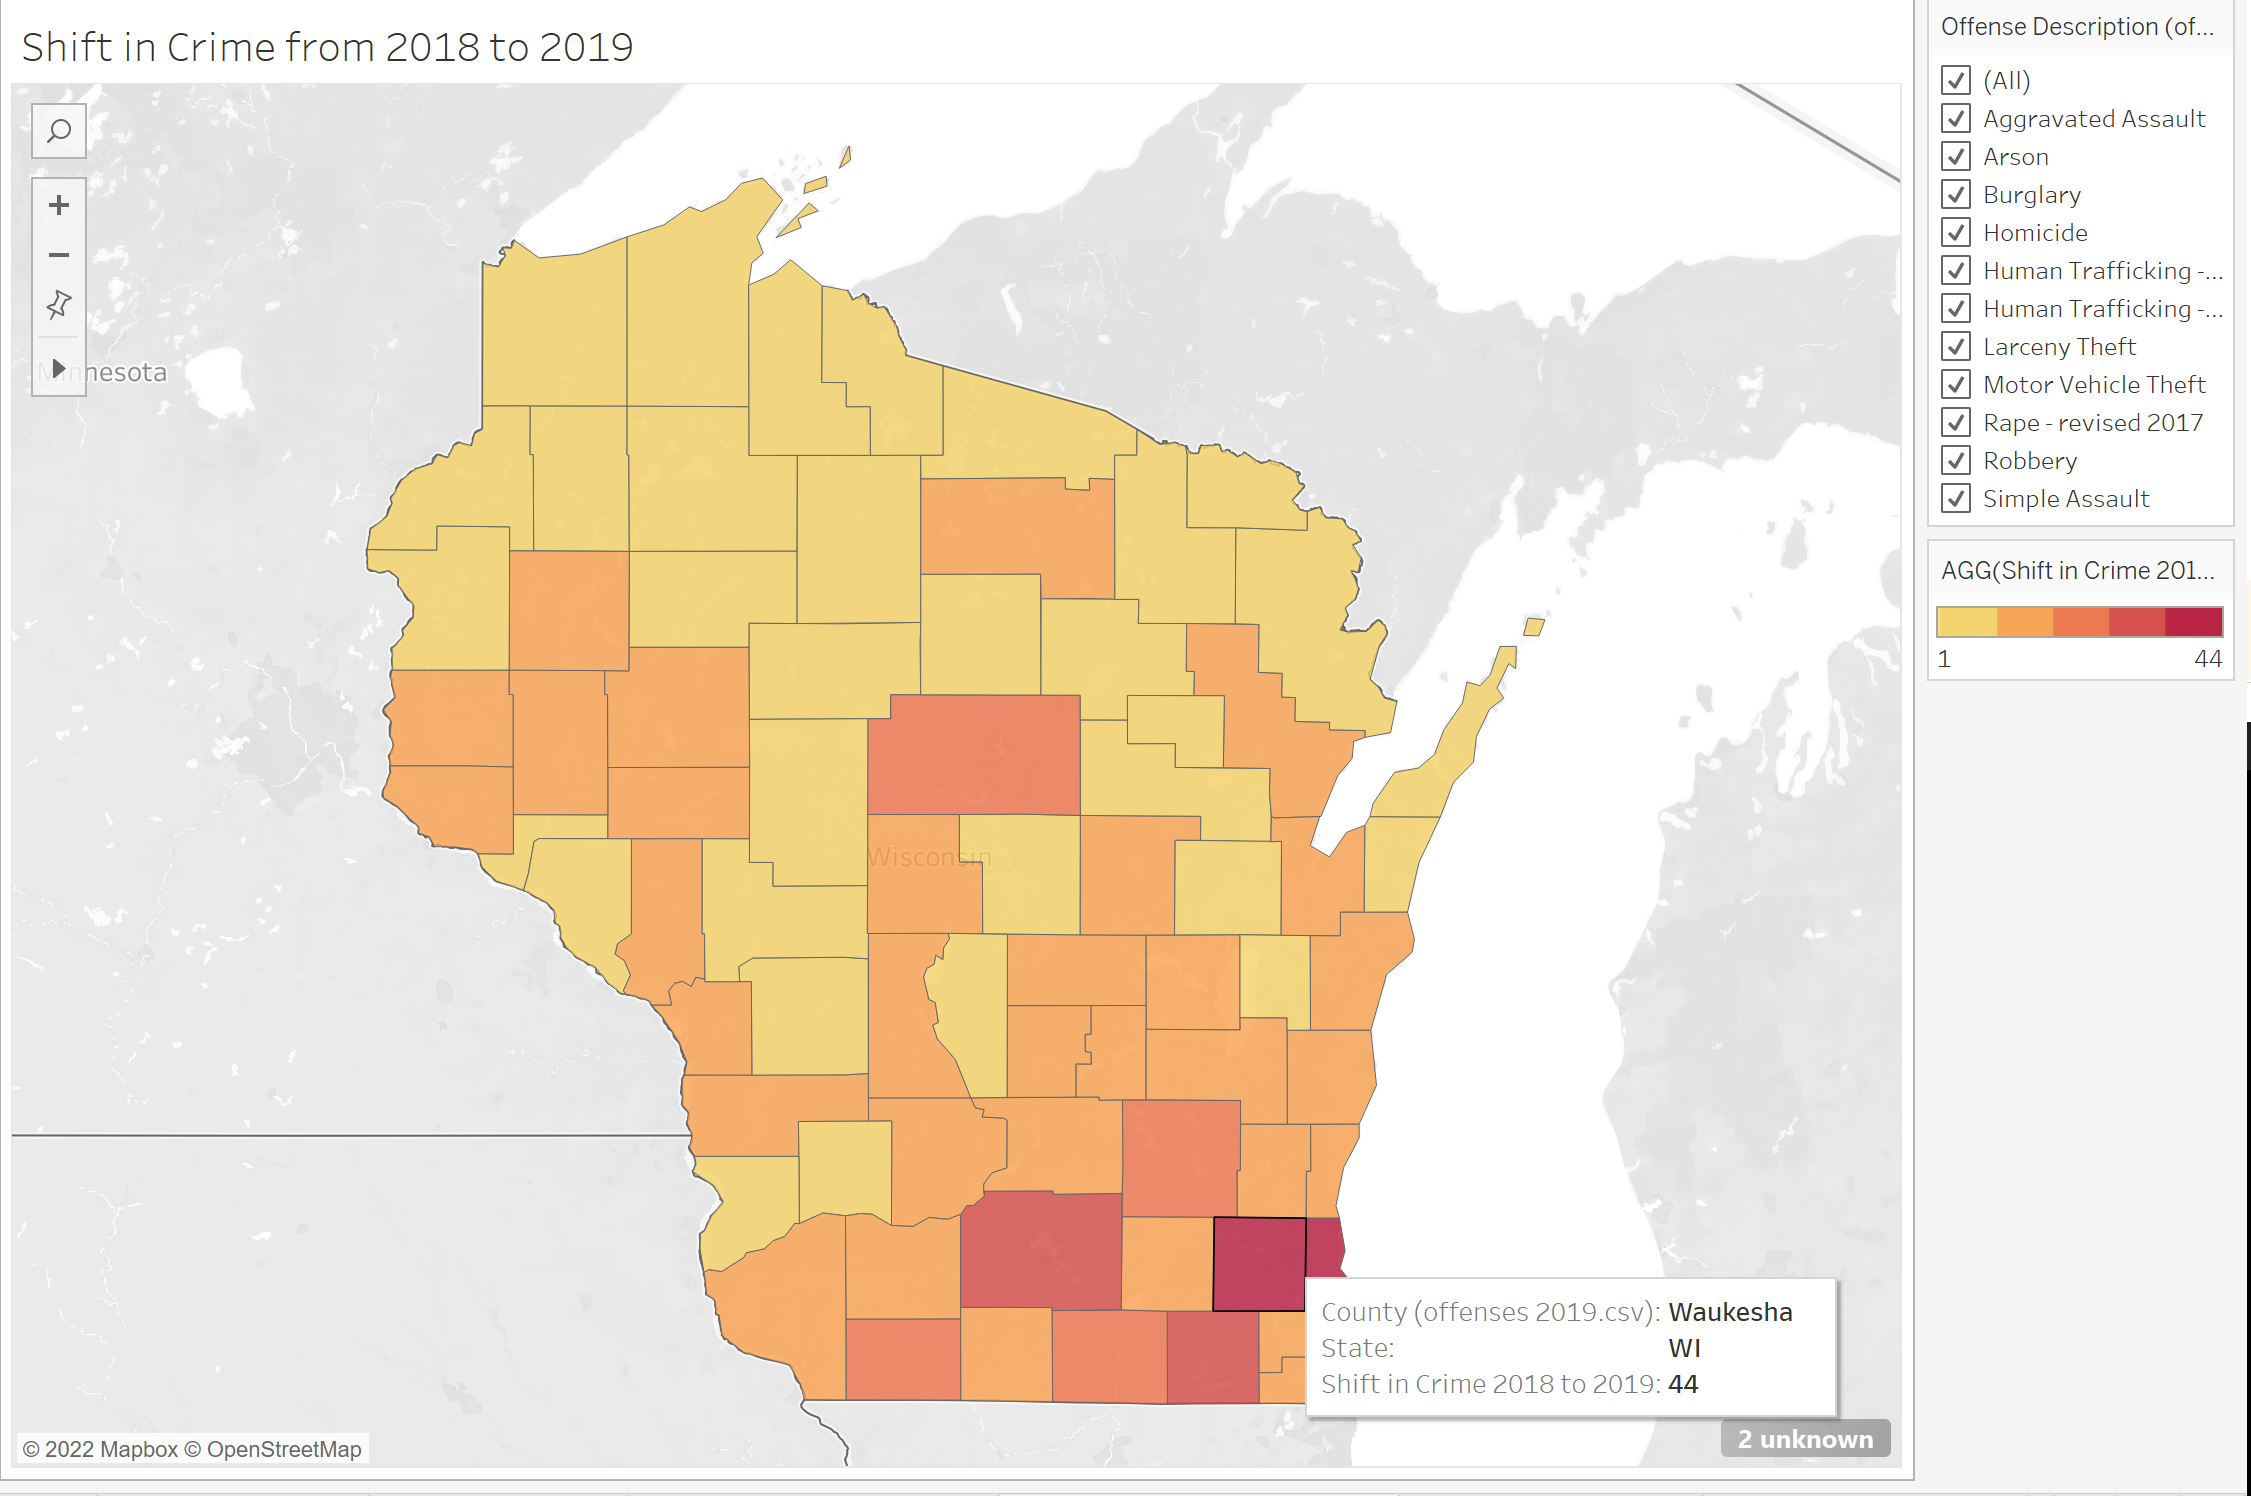 Shift in Crime from 2018 to 2019
Minnesota
Wisconsin
County (offenses 2019.csv): Waukesha
State: WI
Shift in Crime 2018 to 2019: 44
© 2022 Mapbox © OpenStreetMap
2 unknown
Offense Description (of...
(All)
Aggravated Assault
Arson
Burglary
Homicide
Human Trafficking -...
Human Trafficking -...
Larceny Theft
Motor Vehicle Theft
Rape - revised 2017
Robbery
Simple Assault
AGG(Shift in Crime 201...
1 44